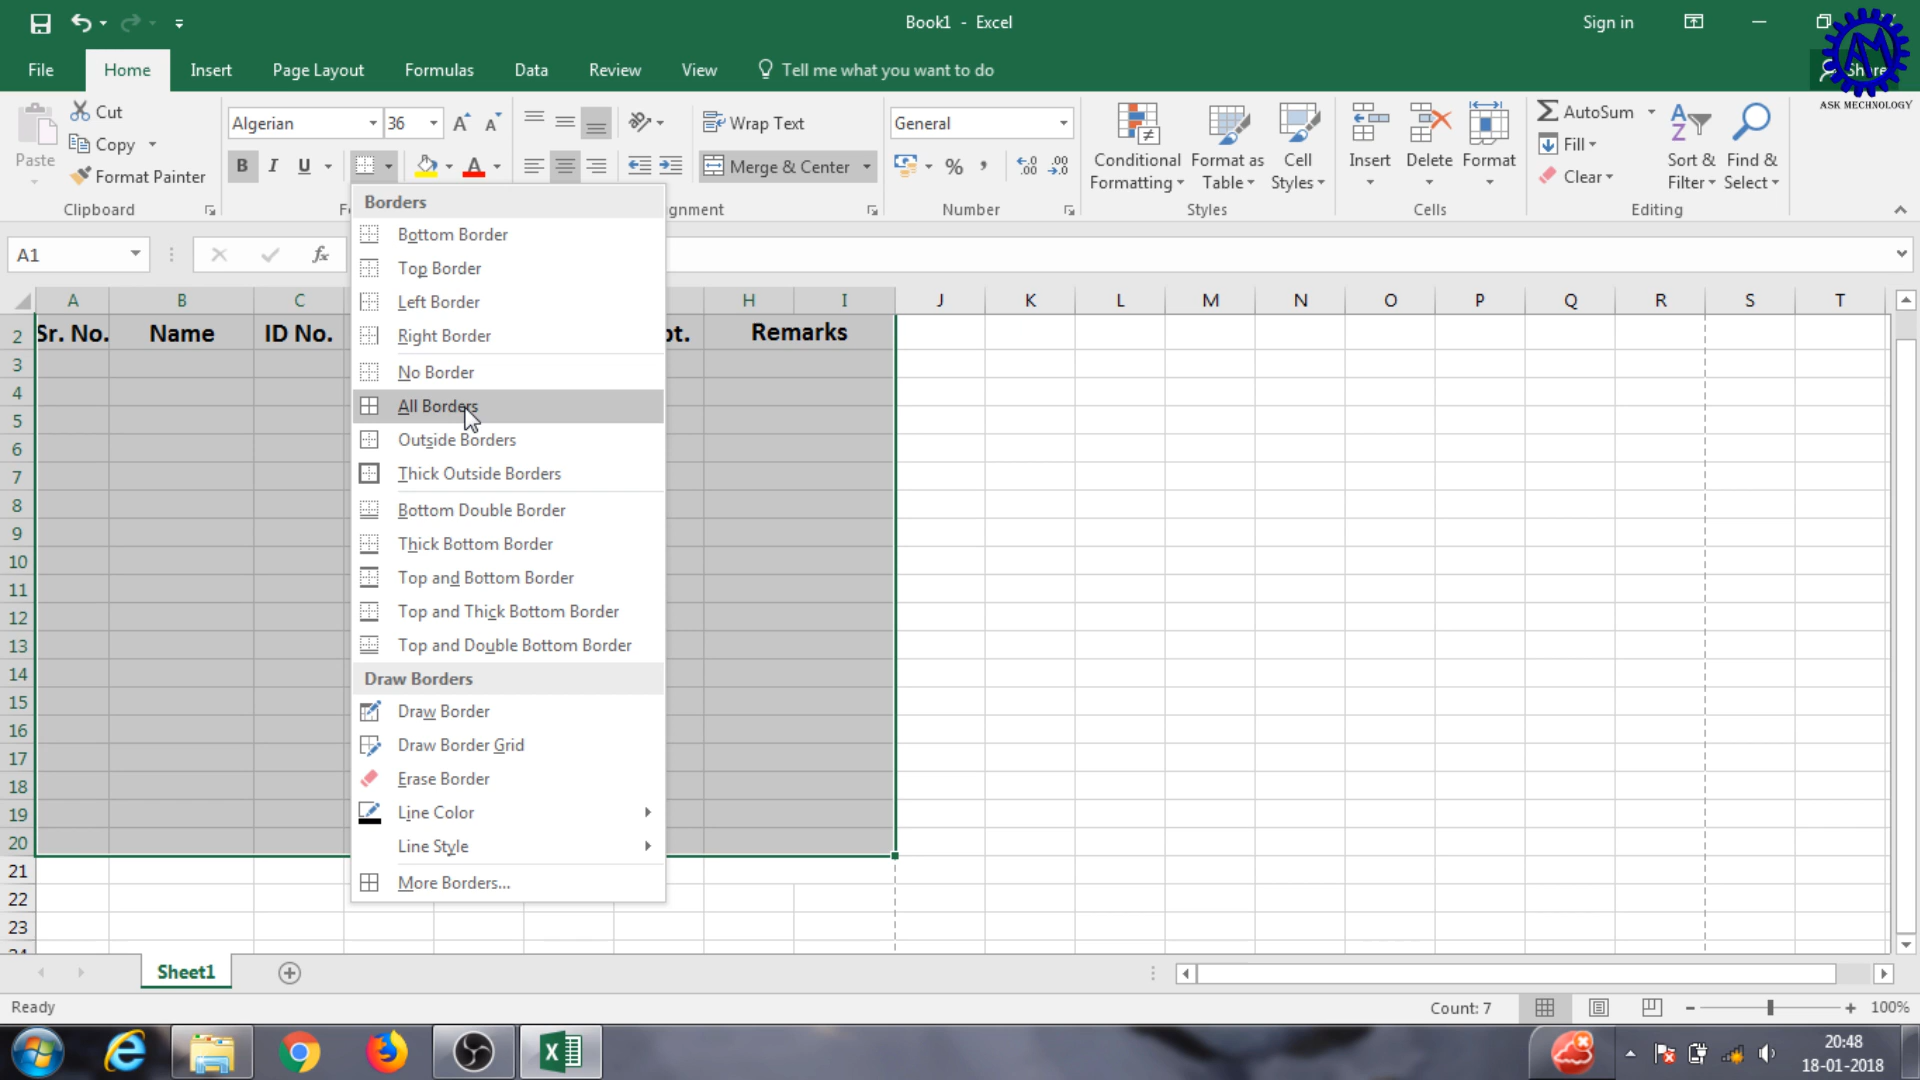 Book1 - Excel
Sign in
File Home Insert Page Layout Formulas Data Review View Tell me what you want to do
Share
ASK MECHNOLOGY
Paste
Cut
Copy
Format Painter
Clipboard
Algerian 36
B I U
Wrap Text
Merge & Center
General
%
Number
Conditional Formatting
Format as Table
Cell Styles
Styles
Insert
Delete
Format
Cells
AutoSum
Fill
Clear
Sort & Filter
Find & Select
Editing
A1
fx
A B C H I J K L M N O P Q R S T
2 Sr. No. Name ID No. Remarks
3
4
5
6
7
8
9
10
11
12
13
14
15
16
17
18
19
20
21
22
23
Borders
Bottom Border
Top Border
Left Border
Right Border
No Border
All Borders
Outside Borders
Thick Outside Borders
Bottom Double Border
Thick Bottom Border
Top and Bottom Border
Top and Thick Bottom Border
Top and Double Bottom Border
Draw Borders
Draw Border
Draw Border Grid
Erase Border
Line Color
Line Style
More Borders...
Sheet1
Ready
Count: 7
100%
20:48
18-01-2018